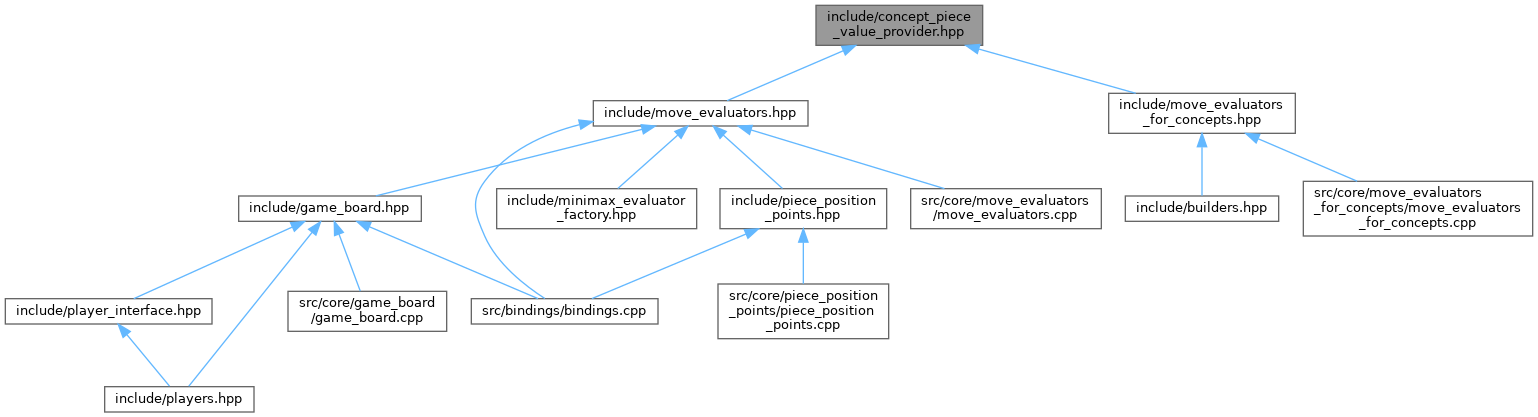 include/concept_piece
_value_provider.hpp
include/move_evaluators.hpp
include/move_evaluators
_for_concepts.hpp
include/game_board.hpp
include/minimax_evaluator
_factory.hpp
include/piece_position
_points.hpp
src/core/move_evaluators
/move_evaluators.cpp
include/builders.hpp
src/core/move_evaluators
_for_concepts/move_evaluators
_for_concepts.cpp
include/player_interface.hpp
src/core/game_board
/game_board.cpp
src/bindings/bindings.cpp
src/core/piece_position
_points/piece_position
_points.cpp
include/players.hpp